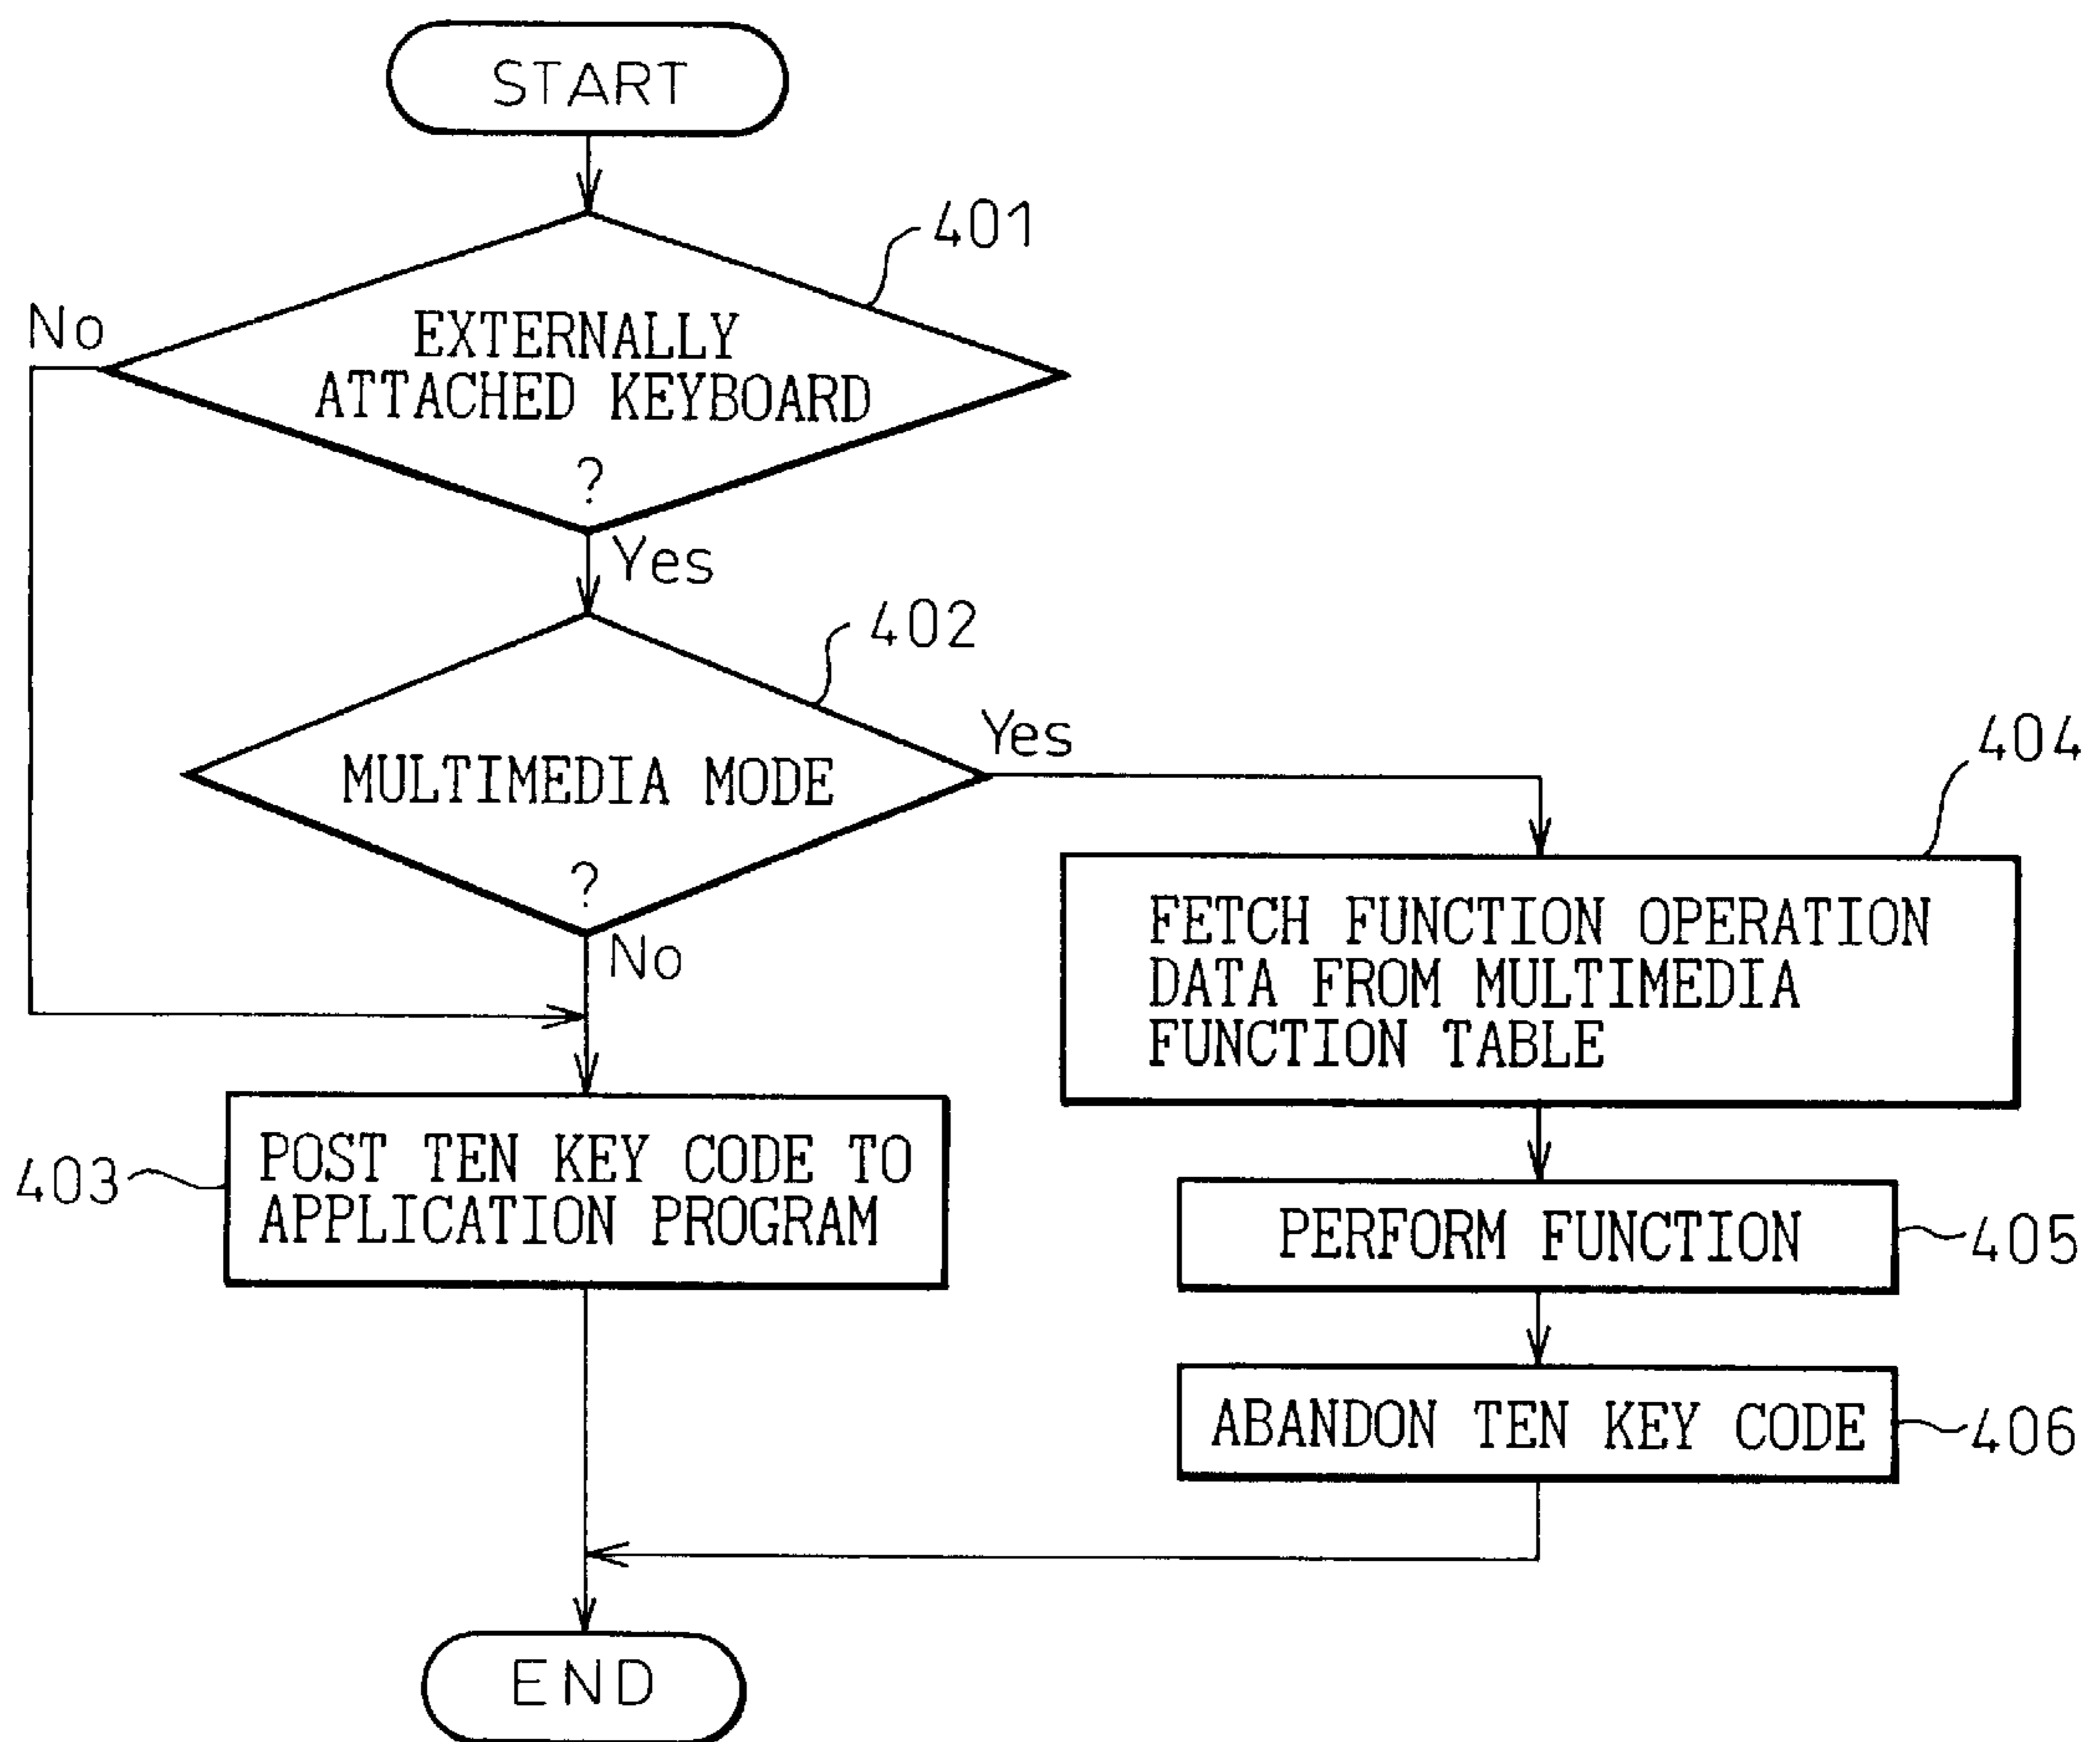 START
401
No
EXTERNALLY
ATTACHED KEYBOARD
?
Yes
402
MULTIMEDIA MODE
?
Yes
No
404
FETCH FUNCTION OPERATION
DATA FROM MULTIMEDIA
FUNCTION TABLE
403
POST TEN KEY CODE TO
APPLICATION PROGRAM
PERFORM FUNCTION
405
ABANDON TEN KEY CODE
406
END